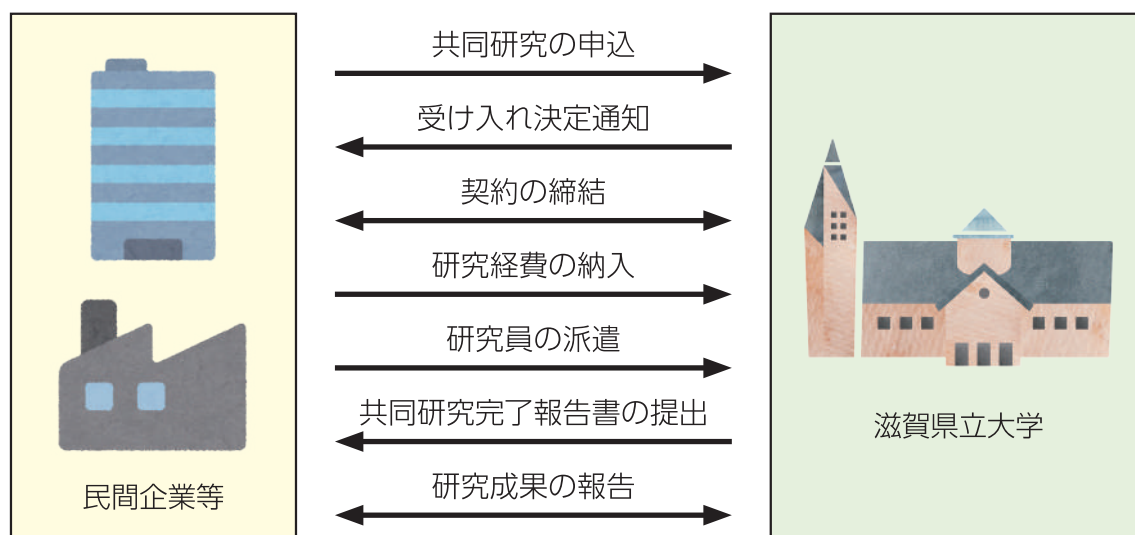 共同研究の申込
受け入れ決定通知
契約の締結
研究経費の納入
研究員の派遣
共同研究完了報告書の提出
研究成果の報告
民間企業等
滋賀県立大学